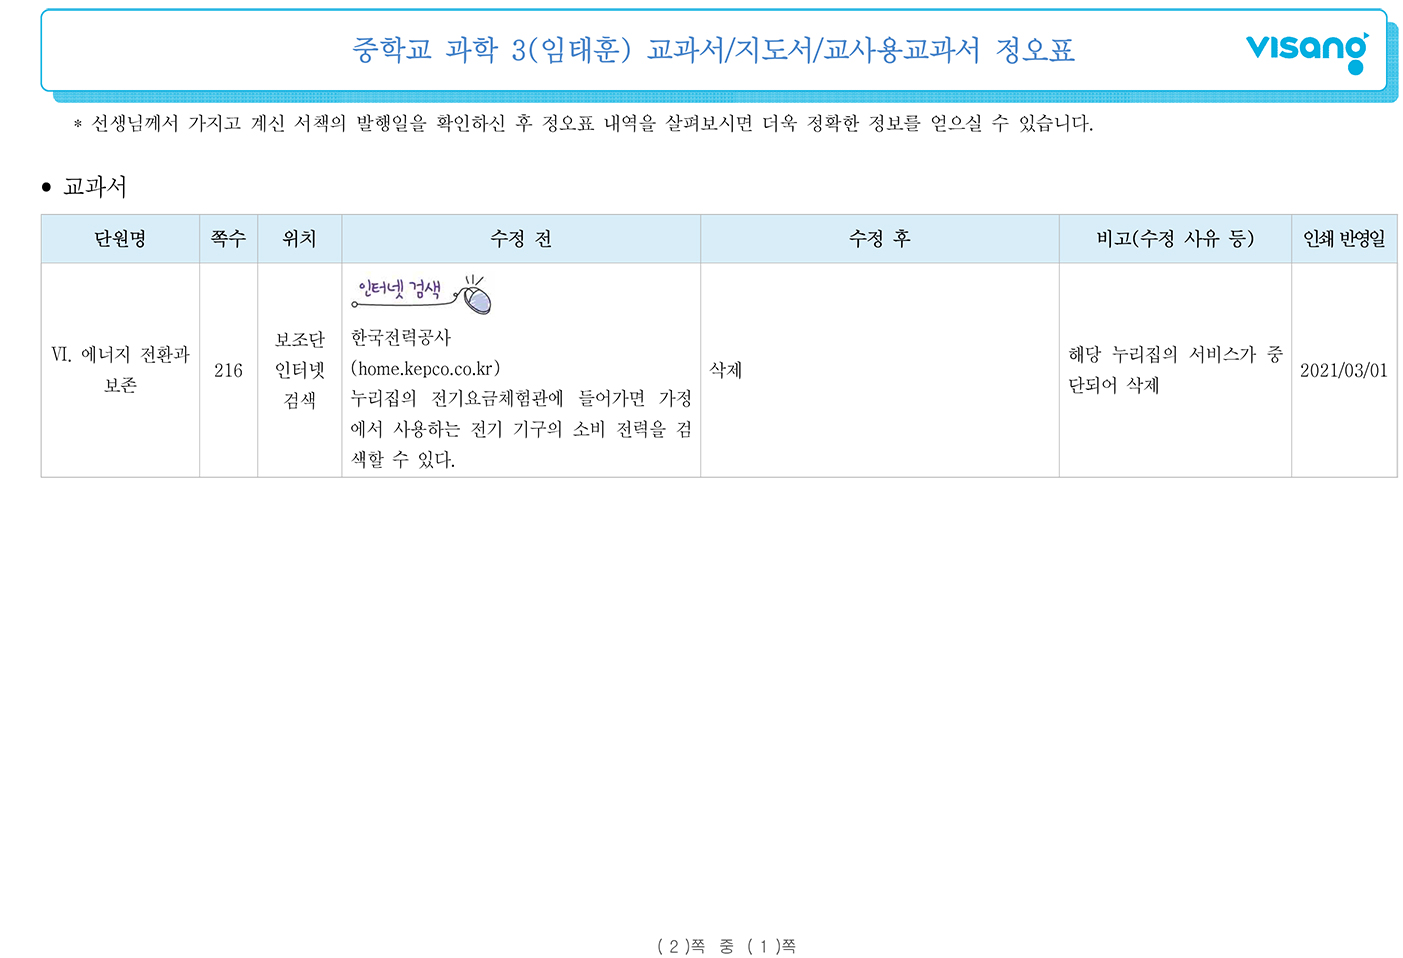 중학교 과학 3(임태훈) 교과서/지도서/교사용교과서 정오표
visang
* 선생님께서 가지고 계신 서책의 발행일을 확인하신 후 정오표 내역을 살펴보시면 더욱 정확한 정보를 얻으실 수 있습니다.
● 교과서
단원명 쪽수 위치 수정 전 수정 후 비고(수정 사유 등) 인쇄 반영일
Ⅵ. 에너지 전환과
보존
216
보조단
인터넷
검색
인터넷 검색
한국전력공사
(home.kepco.co.kr)
누리집의 전기요금체험관에 들어가면 가정
에서 사용하는 전기 기구의 소비 전력을 검
색할 수 있다.
삭제
해당 누리집의 서비스가 중
단되어 삭제
2021/03/01
( 2 )쪽 중 ( 1 )쪽